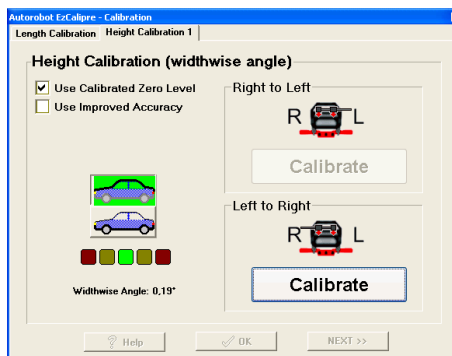 Autorobot EzCalipre - Calibration
Length Calibration Height Calibration 1
Height Calibration (widthwise angle)
Use Calibrated Zero Level
Use Improved Accuracy
Right to Left
R L
Calibrate
Left to Right
R L
Calibrate
Widthwise Angle: 0,19°
? Help OK NEXT >>